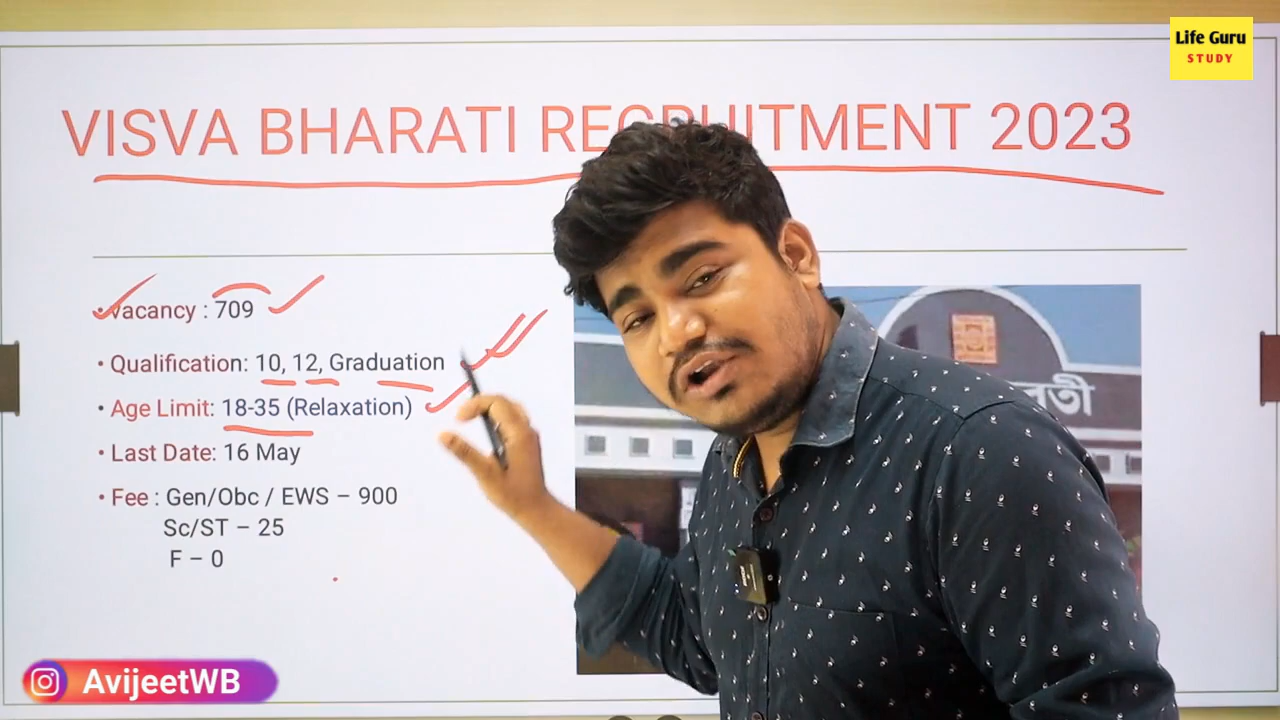 Life Guru
STUDY
VISVA BHARATI RECRUITMENT 2023
• Vacancy : 709
• Qualification: 10, 12, Graduation
• Age Limit: 18-35 (Relaxation)
• Last Date: 16 May
• Fee : Gen/Obc / EWS – 900
Sc/ST – 25
F – 0
AvijeetWB